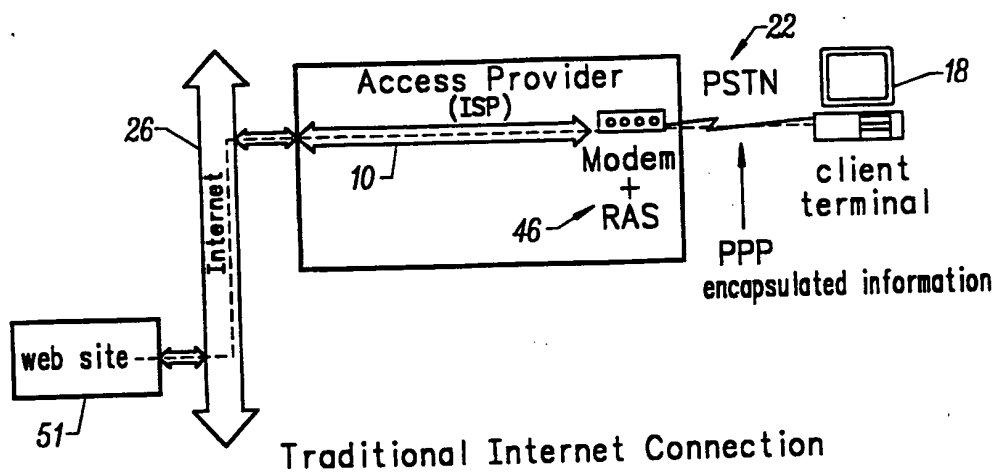 22
Access Provider
(ISP)
PSTN
18
26
10
Modem
+
RAS
46
client
terminal
Internet
PPP
encapsulated information
web site
51
Traditional Internet Connection